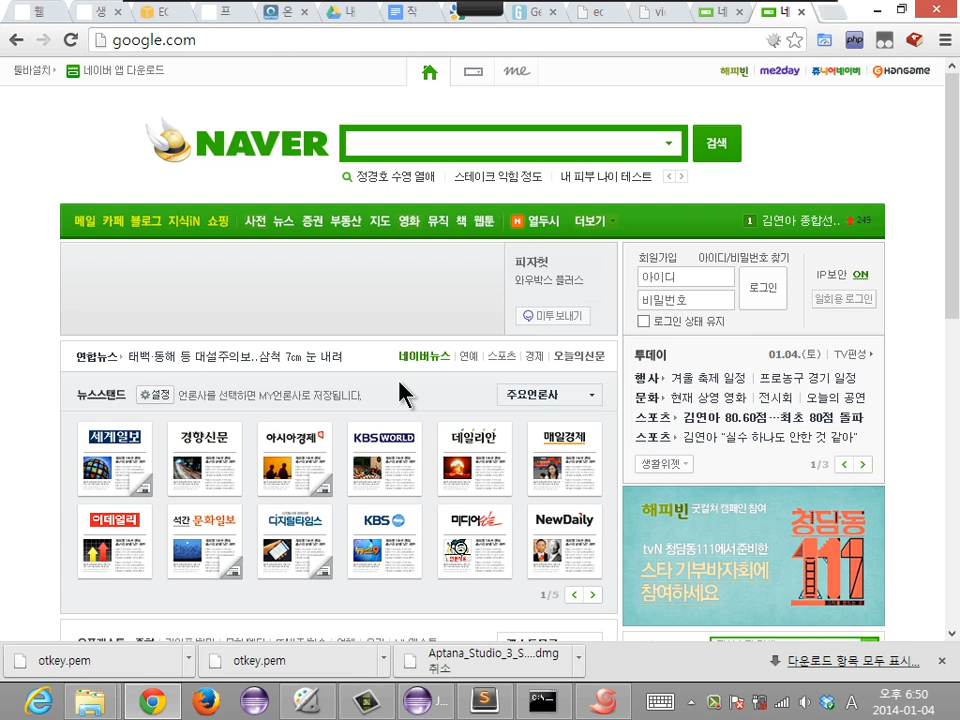 웹
생
EC
프
온
내
직
Ge
ec
vi
네
네
google.com
툴바설치
네이버 앱 다운로드
me
해피빈
me2day
쥬니어네이버
HANGAME
NAVER
검색
정경호 수영 열애
스테이크 익힘 정도
내 피부 나이 테스트
메일 카페 블로그 지식iN 쇼핑
사전 뉴스 증권 부동산 지도 영화 뮤직 책 웹툰
열두시
더보기
1 김연아 종합선.. 249
피자헛
와우박스 플러스
미투보내기
회원가입
아이디/비밀번호 찾기
아이디
비밀번호
로그인
IP보안 ON
일회용 로그인
로그인 상태 유지
연합뉴스 태백·동해 등 대설주의보..삼척 7cm 눈 내려
네이버뉴스 연예 스포츠 경제 오늘의신문
투데이
01.04.(토) TV편성
행사 겨울 축제 일정 프로농구 경기 일정
문화 현재 상영 영화 전시회 오늘의 공연
스포츠 김연아 80.60점…최초 80점 돌파
스포츠 김연아 "실수 하나도 안한 것 같아"
생활위젯
1/3
뉴스스탠드
설정
언론사를 선택하면 MY언론사로 저장됩니다.
주요언론사
세계일보
경향신문
아시아경제
KBS WORLD
데일리안
매일경제
이데일리
석간 문화일보
디지털타임스
KBS
미디어오늘
NewDaily
1/5
해피빈 굿컬처 캠페인 참여
tvN 청담동111에서준비한
스타 기부바자회에
참여하세요
청담동
111
otkey.pem
otkey.pem
Aptana_Studio_3_S....dmg
취소
다운로드 항목 모두 표시...
오후 6:50
2014-01-04